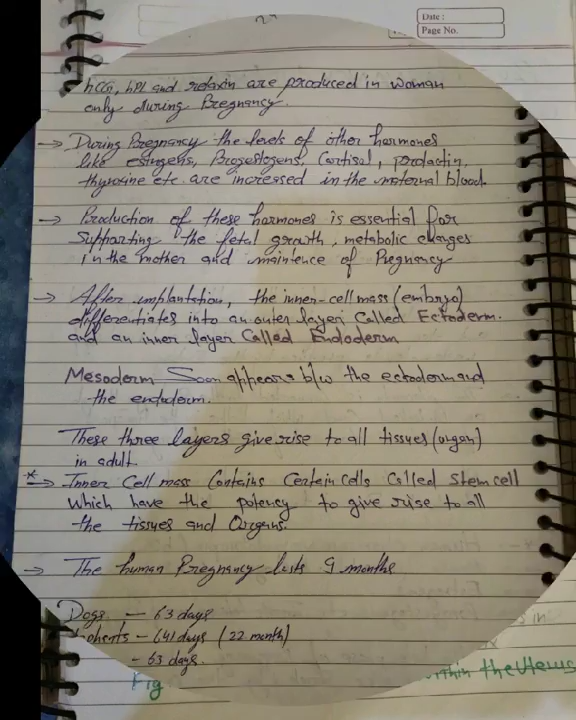 Date :
Page No.
hCG, hPL and relaxin are produced in woman
only during Pregnancy.
→ During Pregnancy the levels of other hormones
like estrogens, Progestogens, Cortisol, prolactin,
thyroxine etc. are increased in the maternal blood.
→ Production of these hormones is essential for
Supporting the fetal growth, metabolic changes
in the mother and maintence of Pregnancy
→ After implantation, the inner-cell mass (embryo)
differentiates into an outer layer Called Ectoderm.
and an inner layer Called Endoderm
Mesoderm Soon appears b/w the ectoderm and
the endoderm.
These three layers give rise to all tissues (organ)
in adult.
*→ Inner Cell mass Contains Certain cells Called Stem cell
Which have the potency to give rise to all
the tissues and Organs.
→ The human Pregnancy lasts 9 months
Dogs - 63 days
- 641 days (22 month)
- 63 days.
Fig
within the Uterus